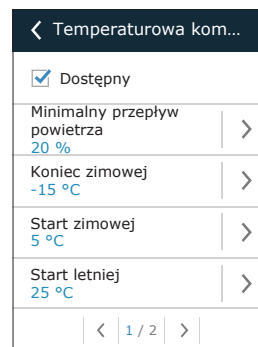 Temperaturowa kom...
Dostępny
Minimalny przepływ
powietrza
20 %
Koniec zimowej
-15 °C
Start zimowej
5 °C
Start letniej
25 °C
1 / 2